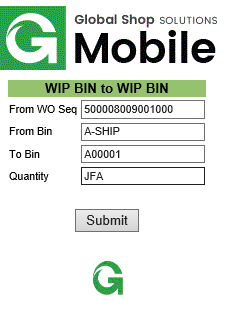 Global Shop SOLUTIONS
Mobile
WIP BIN to WIP BIN
From WO Seq 500008009001000
From Bin A-SHIP
To Bin A00001
Quantity JFA
Submit